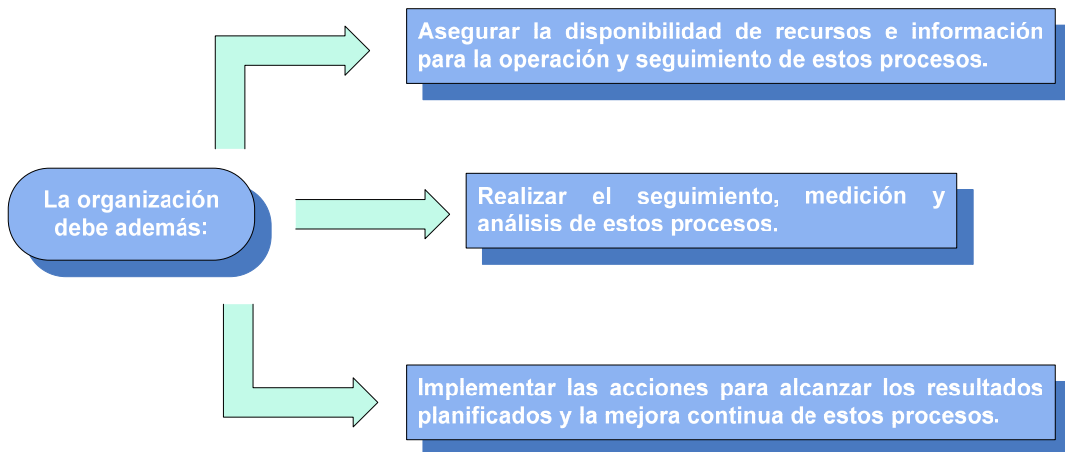 Asegurar la disponibilidad de recursos e información
para la operación y seguimiento de estos procesos.
La organización
debe además:
Realizar el seguimiento, medición y
análisis de estos procesos.
Implementar las acciones para alcanzar los resultados
planificados y la mejora continua de estos procesos.